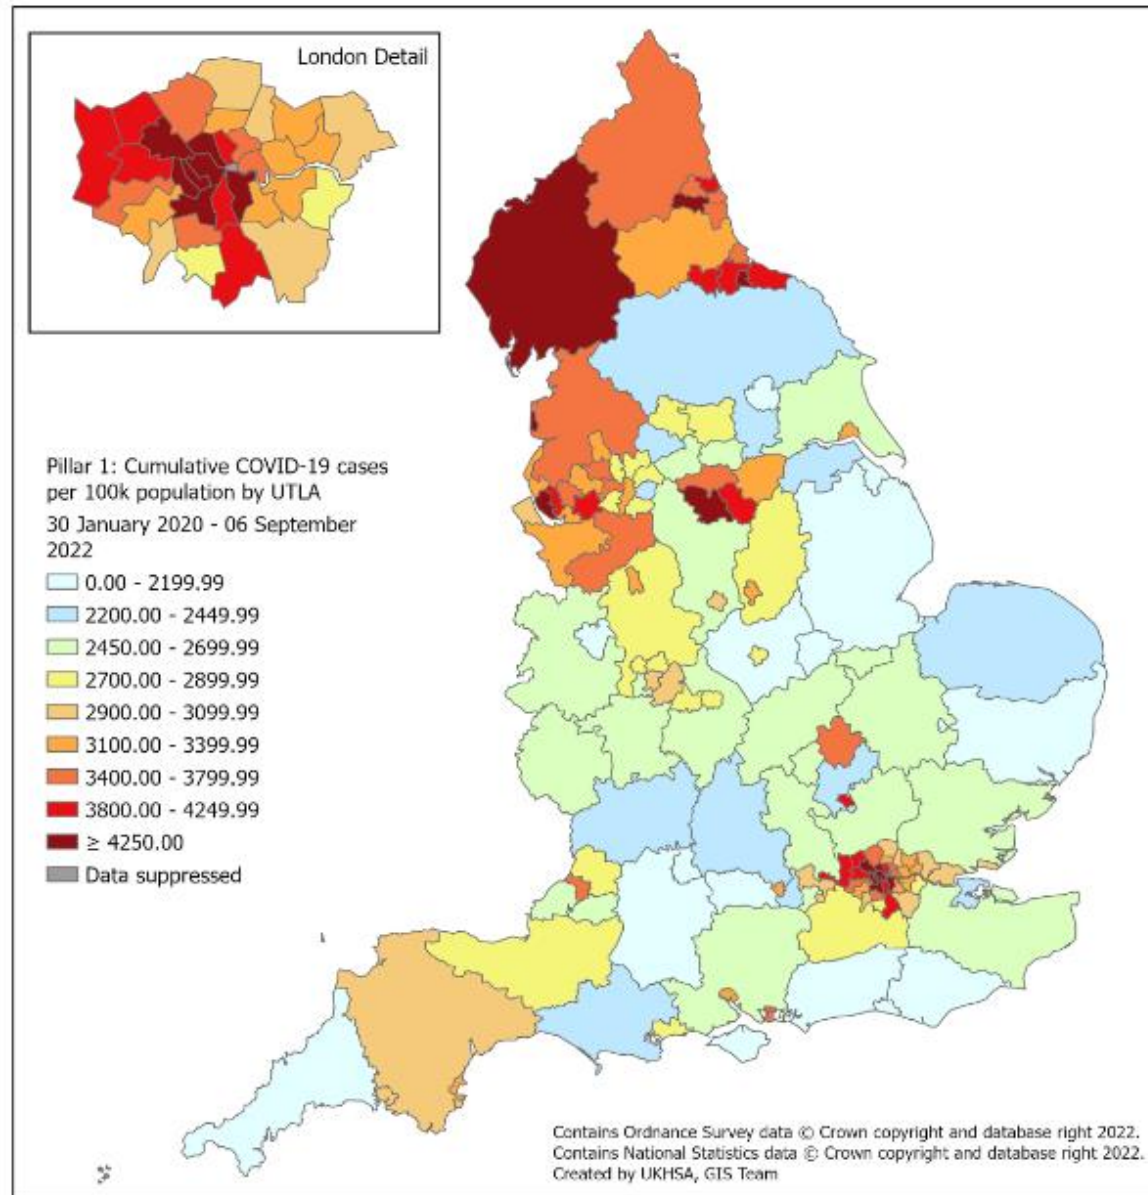 London Detail
Pillar 1: Cumulative COVID-19 cases
per 100k population by UTLA
30 January 2020 - 06 September
2022
0.00 - 2199.99
2200.00 - 2449.99
2450.00 - 2699.99
2700.00 - 2899.99
2900.00 - 3099.99
3100.00 - 3399.99
3400.00 - 3799.99
3800.00 - 4249.99
≥ 4250.00
Data suppressed
Contains Ordnance Survey data © Crown copyright and database right 2022.
Contains National Statistics data © Crown copyright and database right 2022.
Created by UKHSA, GIS Team